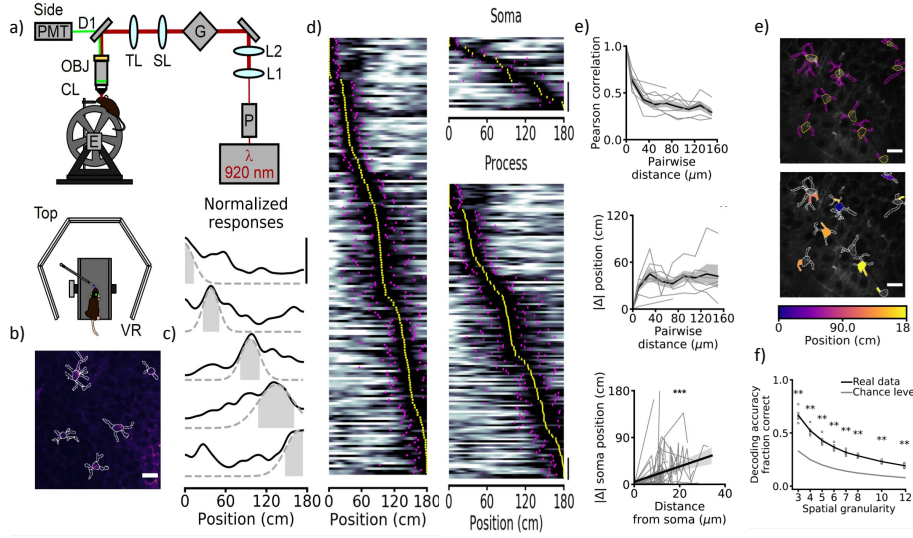 a)
Side
PMT
D1
TL
SL
G
L2
L1
OBJ
CL
P
E
λ
920 nm
Top
VR
b)
c)
Normalized
responses
0
60
120
180
Position (cm)
d)
0
60
120
180
Position (cm)
Soma
0
60
120
180
Process
0
60
120
180
Position (cm)
e)
Pearson correlation
1.0
0.5
0.0
0
40
80
120
160
Pairwise
distance (μm)
|Δ| position (cm)
120
60
0
0
40
80
120
160
Pairwise
distance (μm)
|Δ| soma position (cm)
180
90
0
***
0
20
40
Distance
from soma (μm)
e)
0
90.0
18
Position (cm)
f)
Real data
Chance leve
Decoding accuracy
fraction correct
1.0
0.5
0.0
**
**
**
**
**
**
**
**
3
4
5
6
7
8
10
12
Spatial granularity